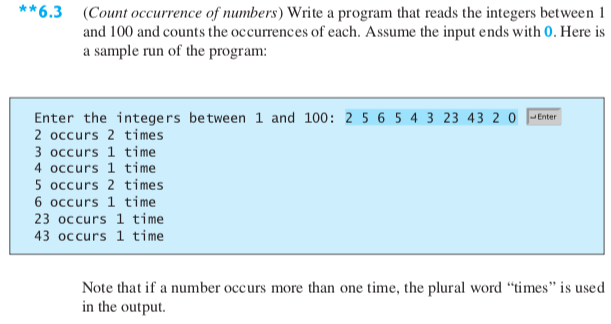 **6.3 (Count occurrence of numbers) Write a program that reads the integers between 1
and 100 and counts the occurrences of each. Assume the input ends with 0. Here is
a sample run of the program:
Enter the integers between 1 and 100: 2 5 6 5 4 3 23 43 2 0 ↵Enter
2 occurs 2 times
3 occurs 1 time
4 occurs 1 time
5 occurs 2 times
6 occurs 1 time
23 occurs 1 time
43 occurs 1 time
Note that if a number occurs more than one time, the plural word “times” is used
in the output.